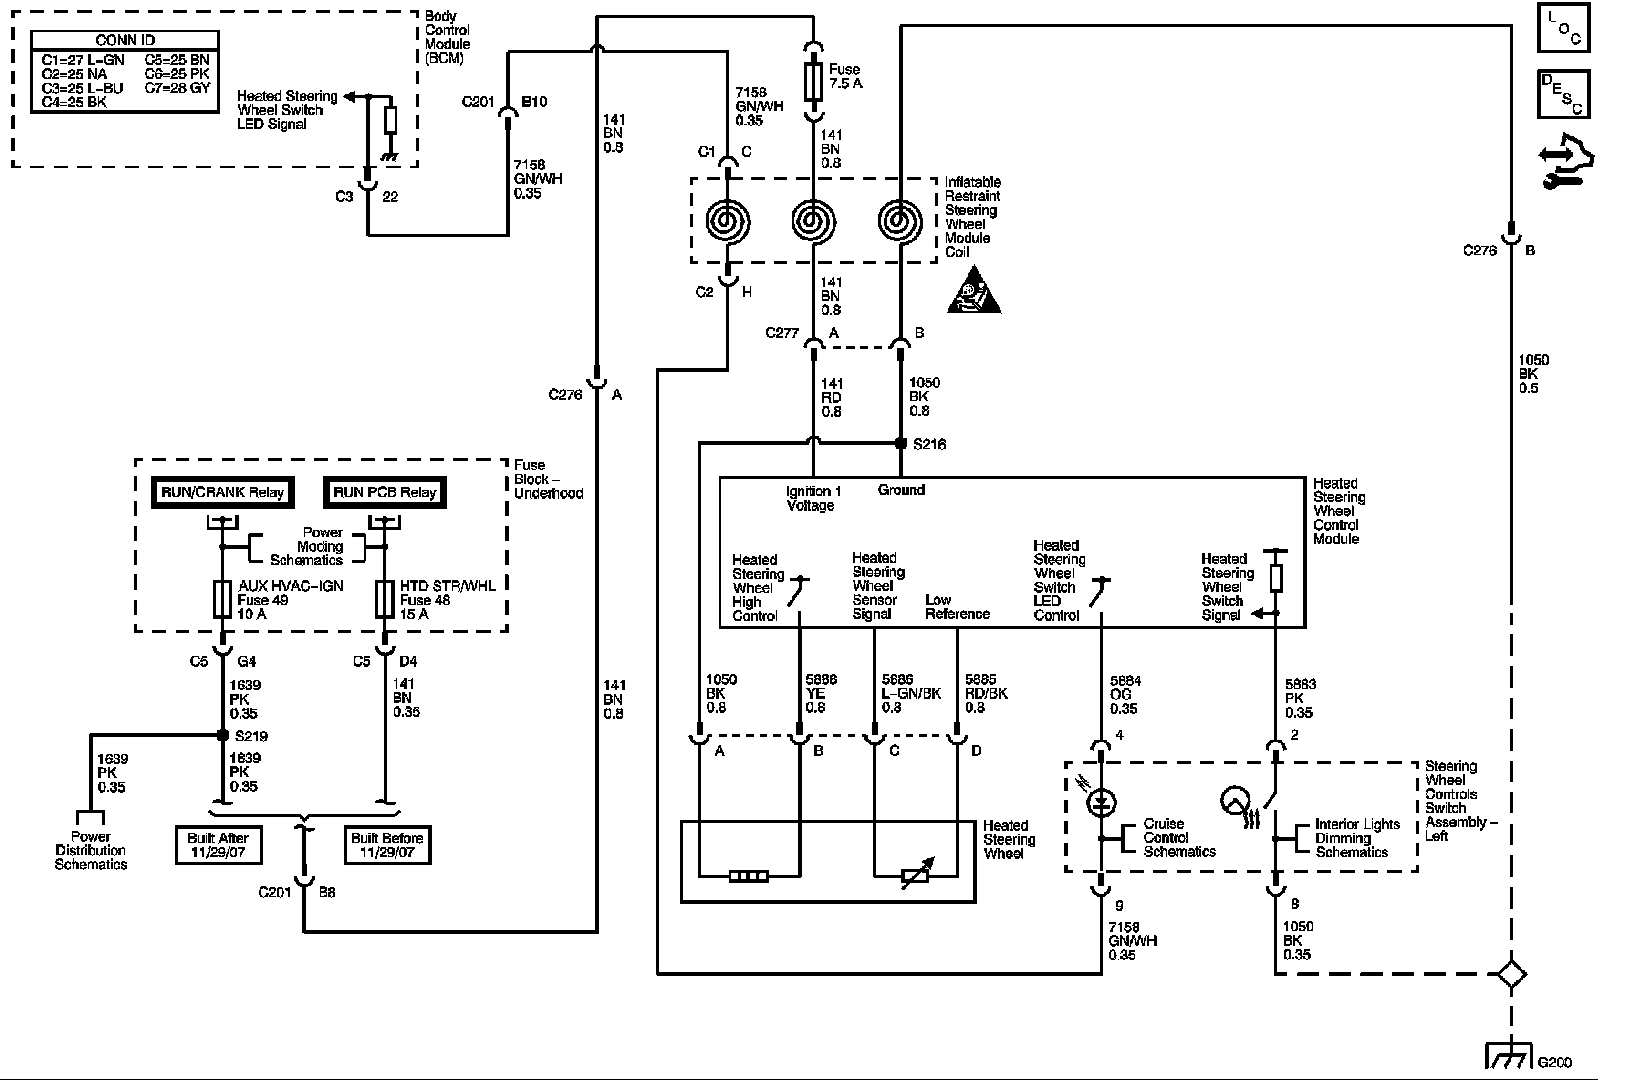 Body
Control
Module
(BCM)
CONN ID
C1=27 L-GN C5=25 BN
C2=25 NA C6=25 PK
C3=25 L-BU C7=28 GY
C4=25 BK
Heated Steering
Wheel Switch
LED Signal
C3 22
C201 B10
7158
GN/WH
0.35
141
BN
0.8
7158
GN/WH
0.35
C1 C
Fuse
7.5 A
141
BN
0.8
Inflatable
Restraint
Steering
Wheel
Module
Coil
C2 H
141
BN
0.8
C277 A B
141
RD
0.8
1050
BK
0.8
S216
C276 A
C276 B
1050
BK
0.5
LOC
DESC
Fuse
Block –
Underhood
RUN/CRANK Relay
RUN PCB Relay
Power
Moding
Schematics
AUX HVAC-IGN
Fuse 49
10 A
HTD STR/WHL
Fuse 48
15 A
C5 G4
C5 D4
1639
PK
0.35
141
BN
0.35
S219
1639
PK
0.35
1639
PK
0.35
Power
Distribution
Schematics
Built After
11/29/07
Built Before
11/29/07
C201 B8
141
BN
0.8
Ignition 1
Voltage
Ground
Heated
Steering
Wheel
Control
Module
Heated
Steering
Wheel
High
Control
Heated
Steering
Wheel
Sensor
Signal
Low
Reference
Heated
Steering
Wheel
Switch
LED
Control
Heated
Steering
Wheel
Switch
Signal
1050
BK
0.8
5888
YE
0.8
5886
L-GN/BK
0.8
5885
RD/BK
0.8
5884
OG
0.35
5883
PK
0.35
A B C D
4
2
Heated
Steering
Wheel
Cruise
Control
Schematics
Interior Lights
Dimming
Schematics
Steering
Wheel
Controls
Switch
Assembly –
Left
9
8
7158
GN/WH
0.35
1050
BK
0.35
G200